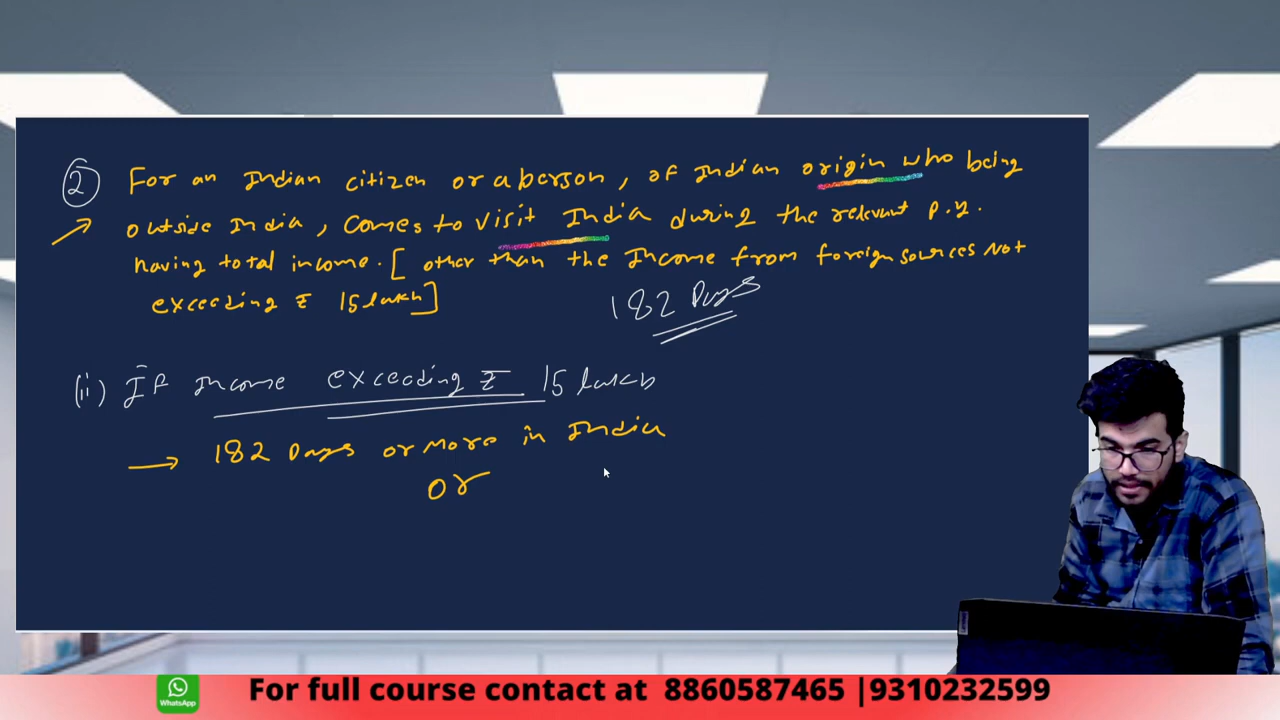 ② For an Indian citizen or a person, of Indian origin who being
outside India, comes to visit India during the relevant P.Y.
having total income. [ other than the Income from foreign sources Not
exceeding ₹ 15 lakh]
182 Days
(ii) If Income exceeding ₹ 15 lakh
→ 182 Days or more in India
or
WhatsApp
For full course contact at 8860587465 |9310232599